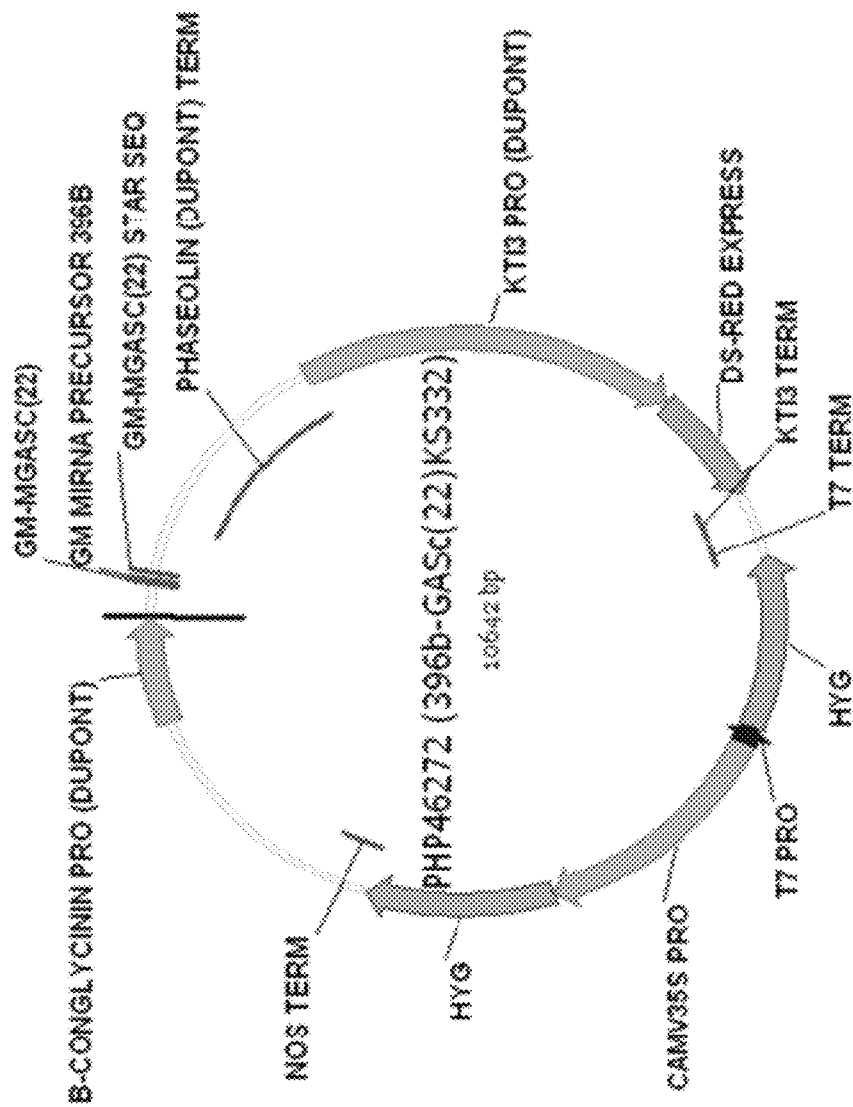 GM-MGASC(22)
GM MIRNA PRECURSOR 396B
GM-MGASC(22) STAR SEQ
PHASEOLIN (DUPONT) TERM
B-CONGLYCININ PRO (DUPONT)
KTI3 PRO (DUPONT)
NOS TERM
PHP46272 (396b-GASc(22)KS332)
10642 bp
HYG
DS-RED EXPRESS
KTI3 TERM
CAMV35S PRO
T7 PRO
T7 TERM
HYG